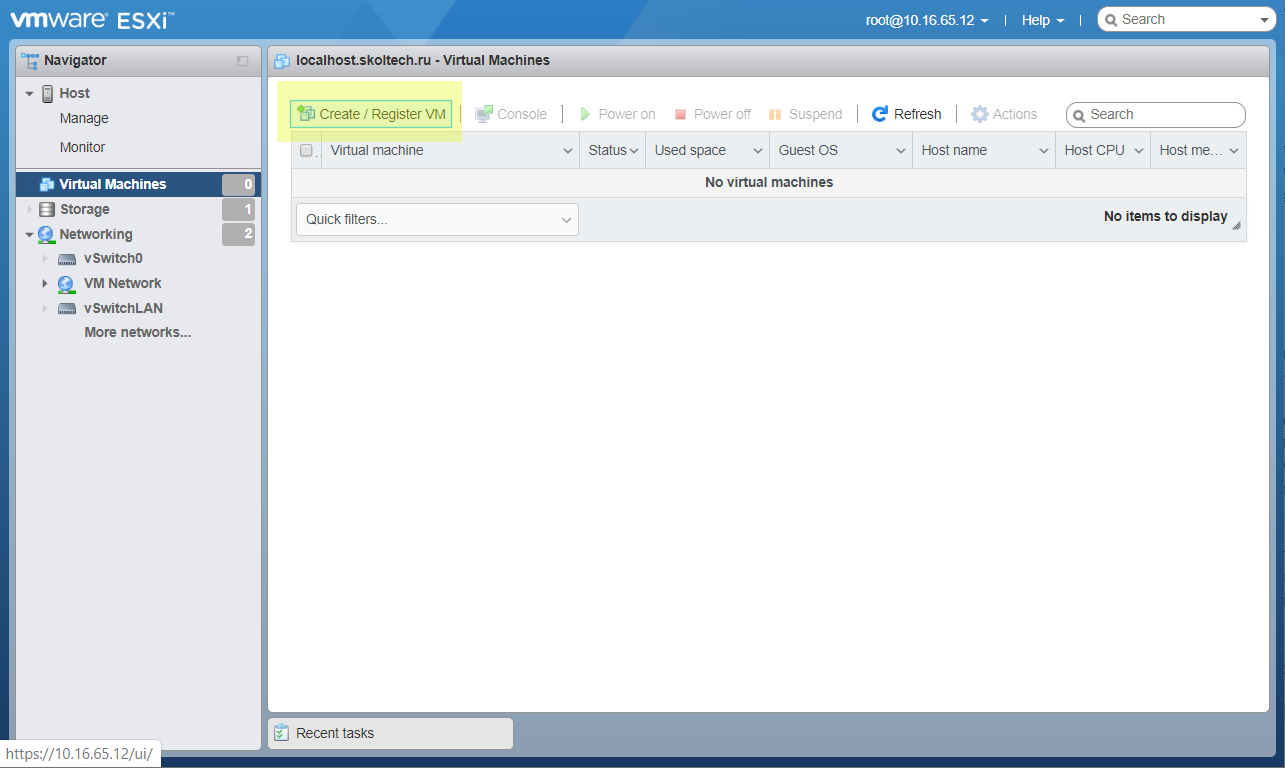 vmware® ESXi™
root@10.16.65.12 | Help | Search
Navigator
Host
Manage
Monitor
Virtual Machines 0
Storage 1
Networking 2
vSwitch0
VM Network
vSwitchLAN
More networks...
localhost.skoltech.ru - Virtual Machines
Create / Register VM | Console | Power on Power off Suspend | Refresh | Actions Search
Virtual machine Status Used space Guest OS Host name Host CPU Host me...
No virtual machines
Quick filters... No items to display
Recent tasks
https://10.16.65.12/ui/